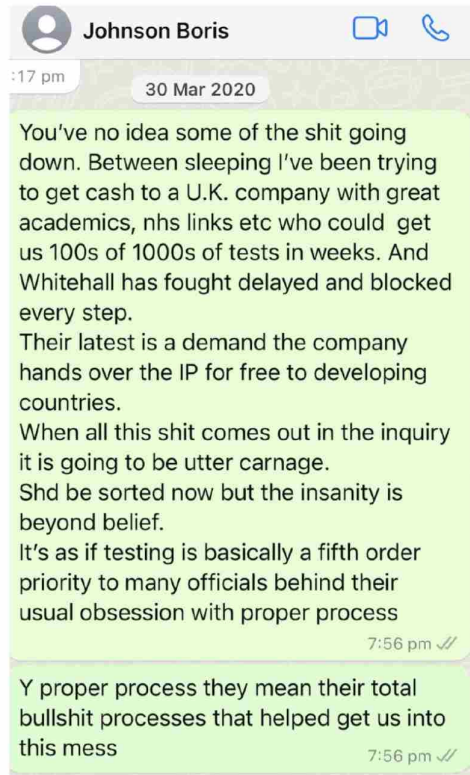 Johnson Boris
:17 pm
30 Mar 2020
You've no idea some of the shit going
down. Between sleeping I've been trying
to get cash to a U.K. company with great
academics, nhs links etc who could  get
us 100s of 1000s of tests in weeks. And
Whitehall has fought delayed and blocked
every step.
Their latest is a demand the company
hands over the IP for free to developing
countries.
When all this shit comes out in the inquiry
it is going to be utter carnage.
Shd be sorted now but the insanity is
beyond belief.
It's as if testing is basically a fifth order
priority to many officials behind their
usual obsession with proper process
7:56 pm
Y proper process they mean their total
bullshit processes that helped get us into
this mess
7:56 pm